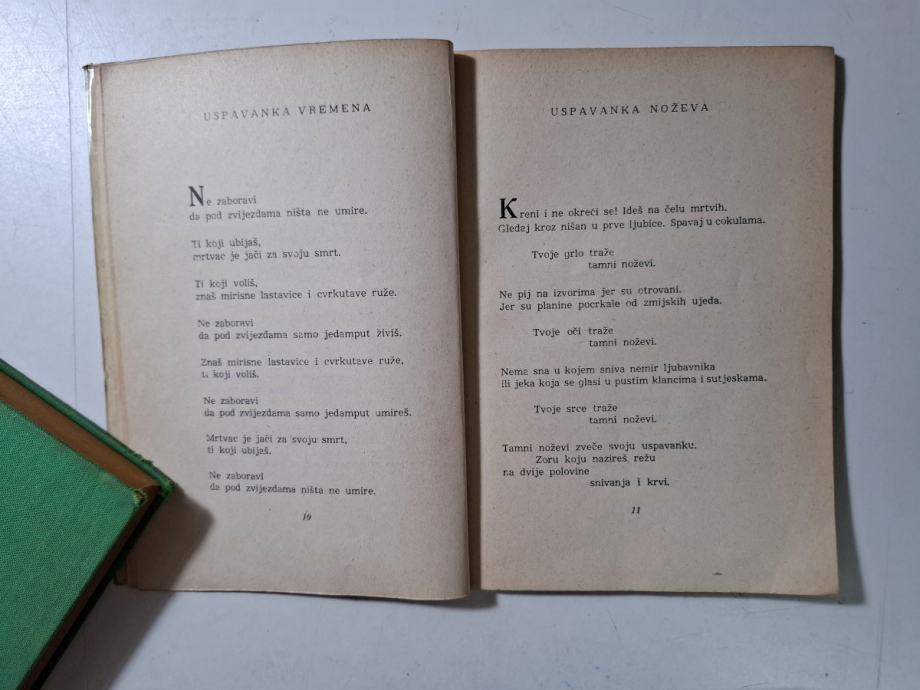 USPAVANKA VREMENA
Ne zaboravi
da pod zvijezdama ništa ne umire.
Ti koji ubijaš,
mrtvac je jači za svoju smrt.
Ti koji voliš,
znaš mirisne lastavice i cvrkutave ruže.
Ne zaboravi
da pod zvijezdama samo jedamput živiš.
Znaš mirisne lastavice i cvrkutave ruže,
ti koji voliš.
Ne zaboravi
da pod zvijezdama samo jedamput umireš.
Mrtvac je jači za svoju smrt,
ti koji ubijaš.
Ne zaboravi
da pod zvijezdama ništa ne umire.
10
USPAVANKA NOŽEVA
Kreni i ne okreći se! Ideš na čelu mrtvih.
Gledaj kroz nišan u prve ljubice. Spavaj u cokulama.
Tvoje grlo traže
tamni noževi.
Ne pij na izvorima jer su otrovani.
Jer su planine pocrkale od zmijskih ujeda.
Tvoje oči traže
tamni noževi.
Nema sna u kojem sniva nemir ljubavnika
ili jeka koja se glasi u pustim klancima i sutjeskama.
Tvoje srce traže
tamni noževi.
Tamni noževi zveče svoju uspavanku.
Zoru koju nazireš režu
na dvije polovine
snivanja i krvi.
11